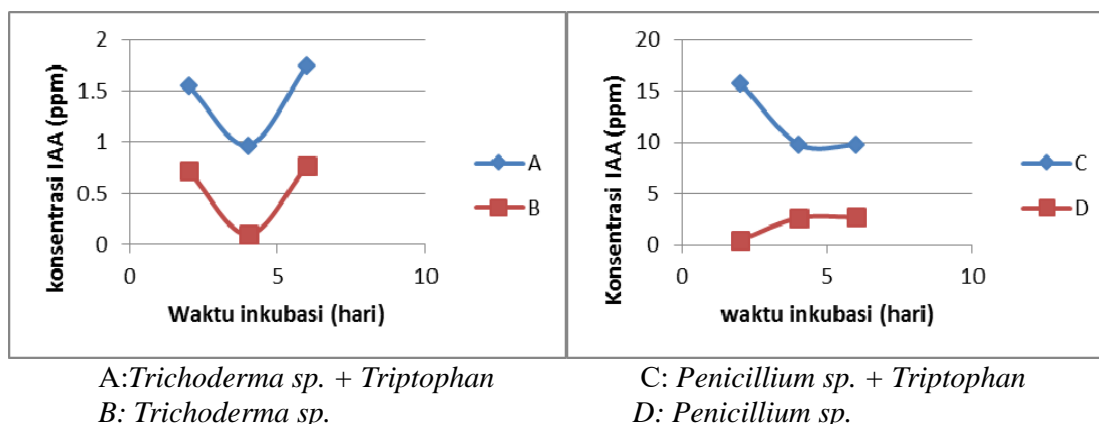 konsentrasi IAA (ppm)
2
1.5
1
0.5
0
0
5
10
Waktu inkubasi (hari)
A
B
Konsentrasi IAA (ppm)
20
15
10
5
0
0
5
10
waktu inkubasi (hari)
C
D
A:Trichoderma sp. + Triptophan
B: Trichoderma sp.
C: Penicillium sp. + Triptophan
D: Penicillium sp.